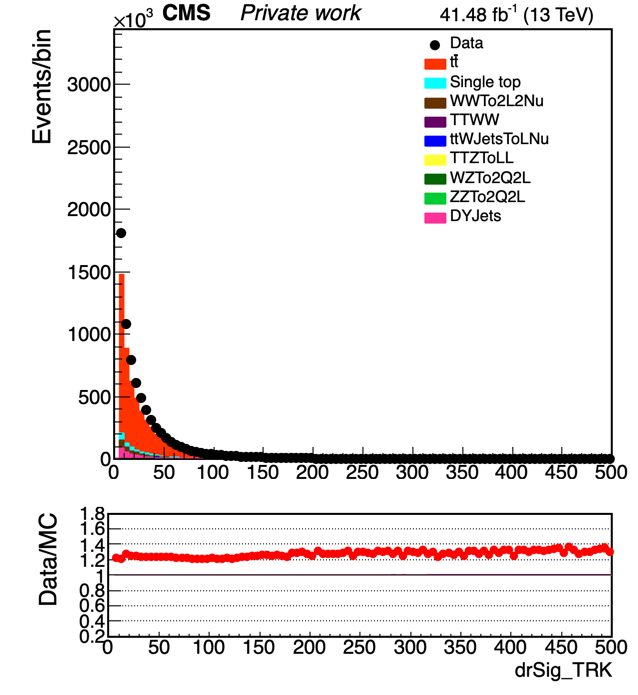 ×10³ CMS Private work 41.48 fb⁻¹ (13 TeV)
Events/bin
3000
2500
2000
1500
1000
500
0
0 50 100 150 200 250 300 350 400 450 500
Data
tt̄
Single top
WWTo2L2Nu
TTWW
ttWJetsToLNu
TTZToLL
WZTo2Q2L
ZZTo2Q2L
DYJets
Data/MC
1.8
1.6
1.4
1.2
1
0.8
0.6
0.4
0.2
0 50 100 150 200 250 300 350 400 450 500
drSig_TRK